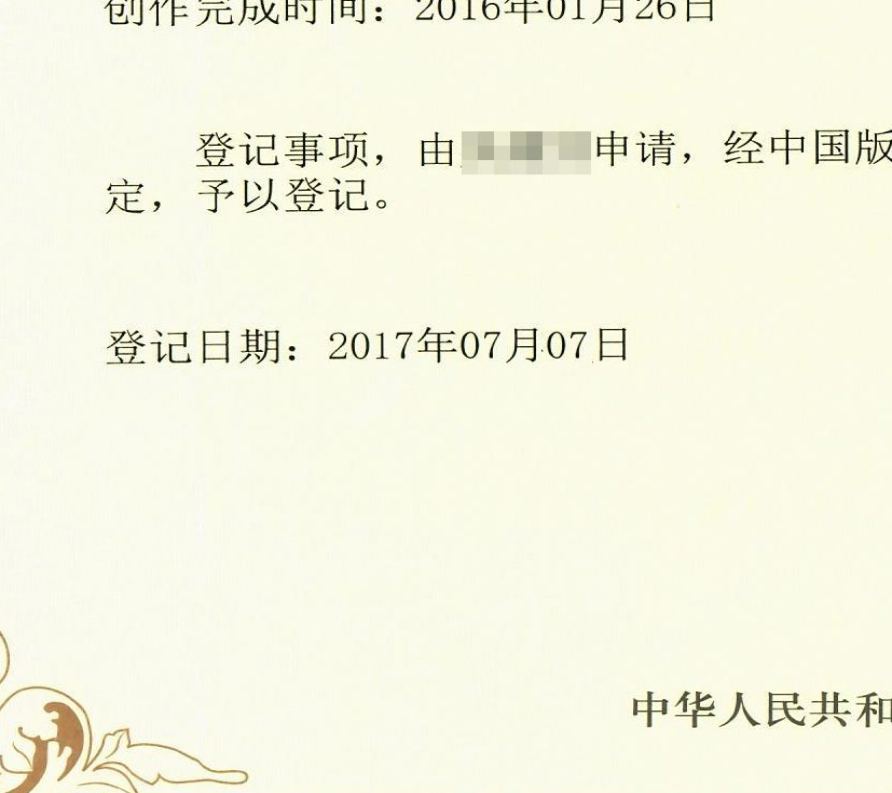 创作完成时间：2016年01月26日
登记事项，由申请，经中国版
定，予以登记。
登记日期：2017年07月07日
中华人民共和